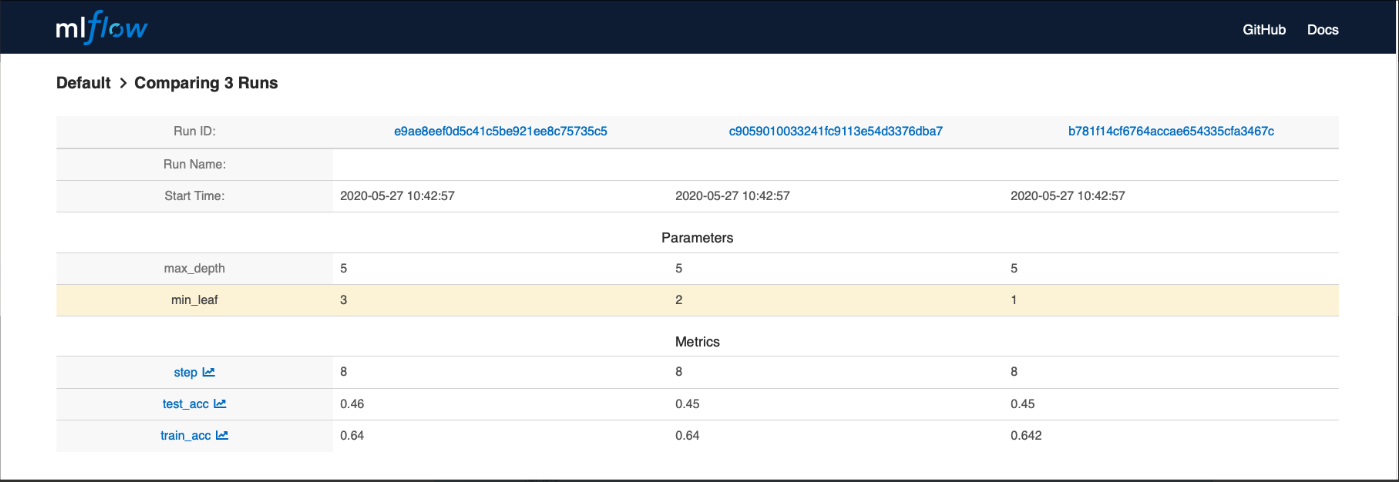 mlflow
GitHub Docs
Default > Comparing 3 Runs
Run ID: e9ae8eef0d5c41c5be921ee8c75735c5 c9059010033241fc9113e54d3376dba7 b781f14cf6764accae654335cfa3467c
Run Name:
Start Time: 2020-05-27 10:42:57 2020-05-27 10:42:57 2020-05-27 10:42:57
Parameters
max_depth 5 5 5
min_leaf 3 2 1
Metrics
step 8 8 8
test_acc 0.46 0.45 0.45
train_acc 0.64 0.64 0.642